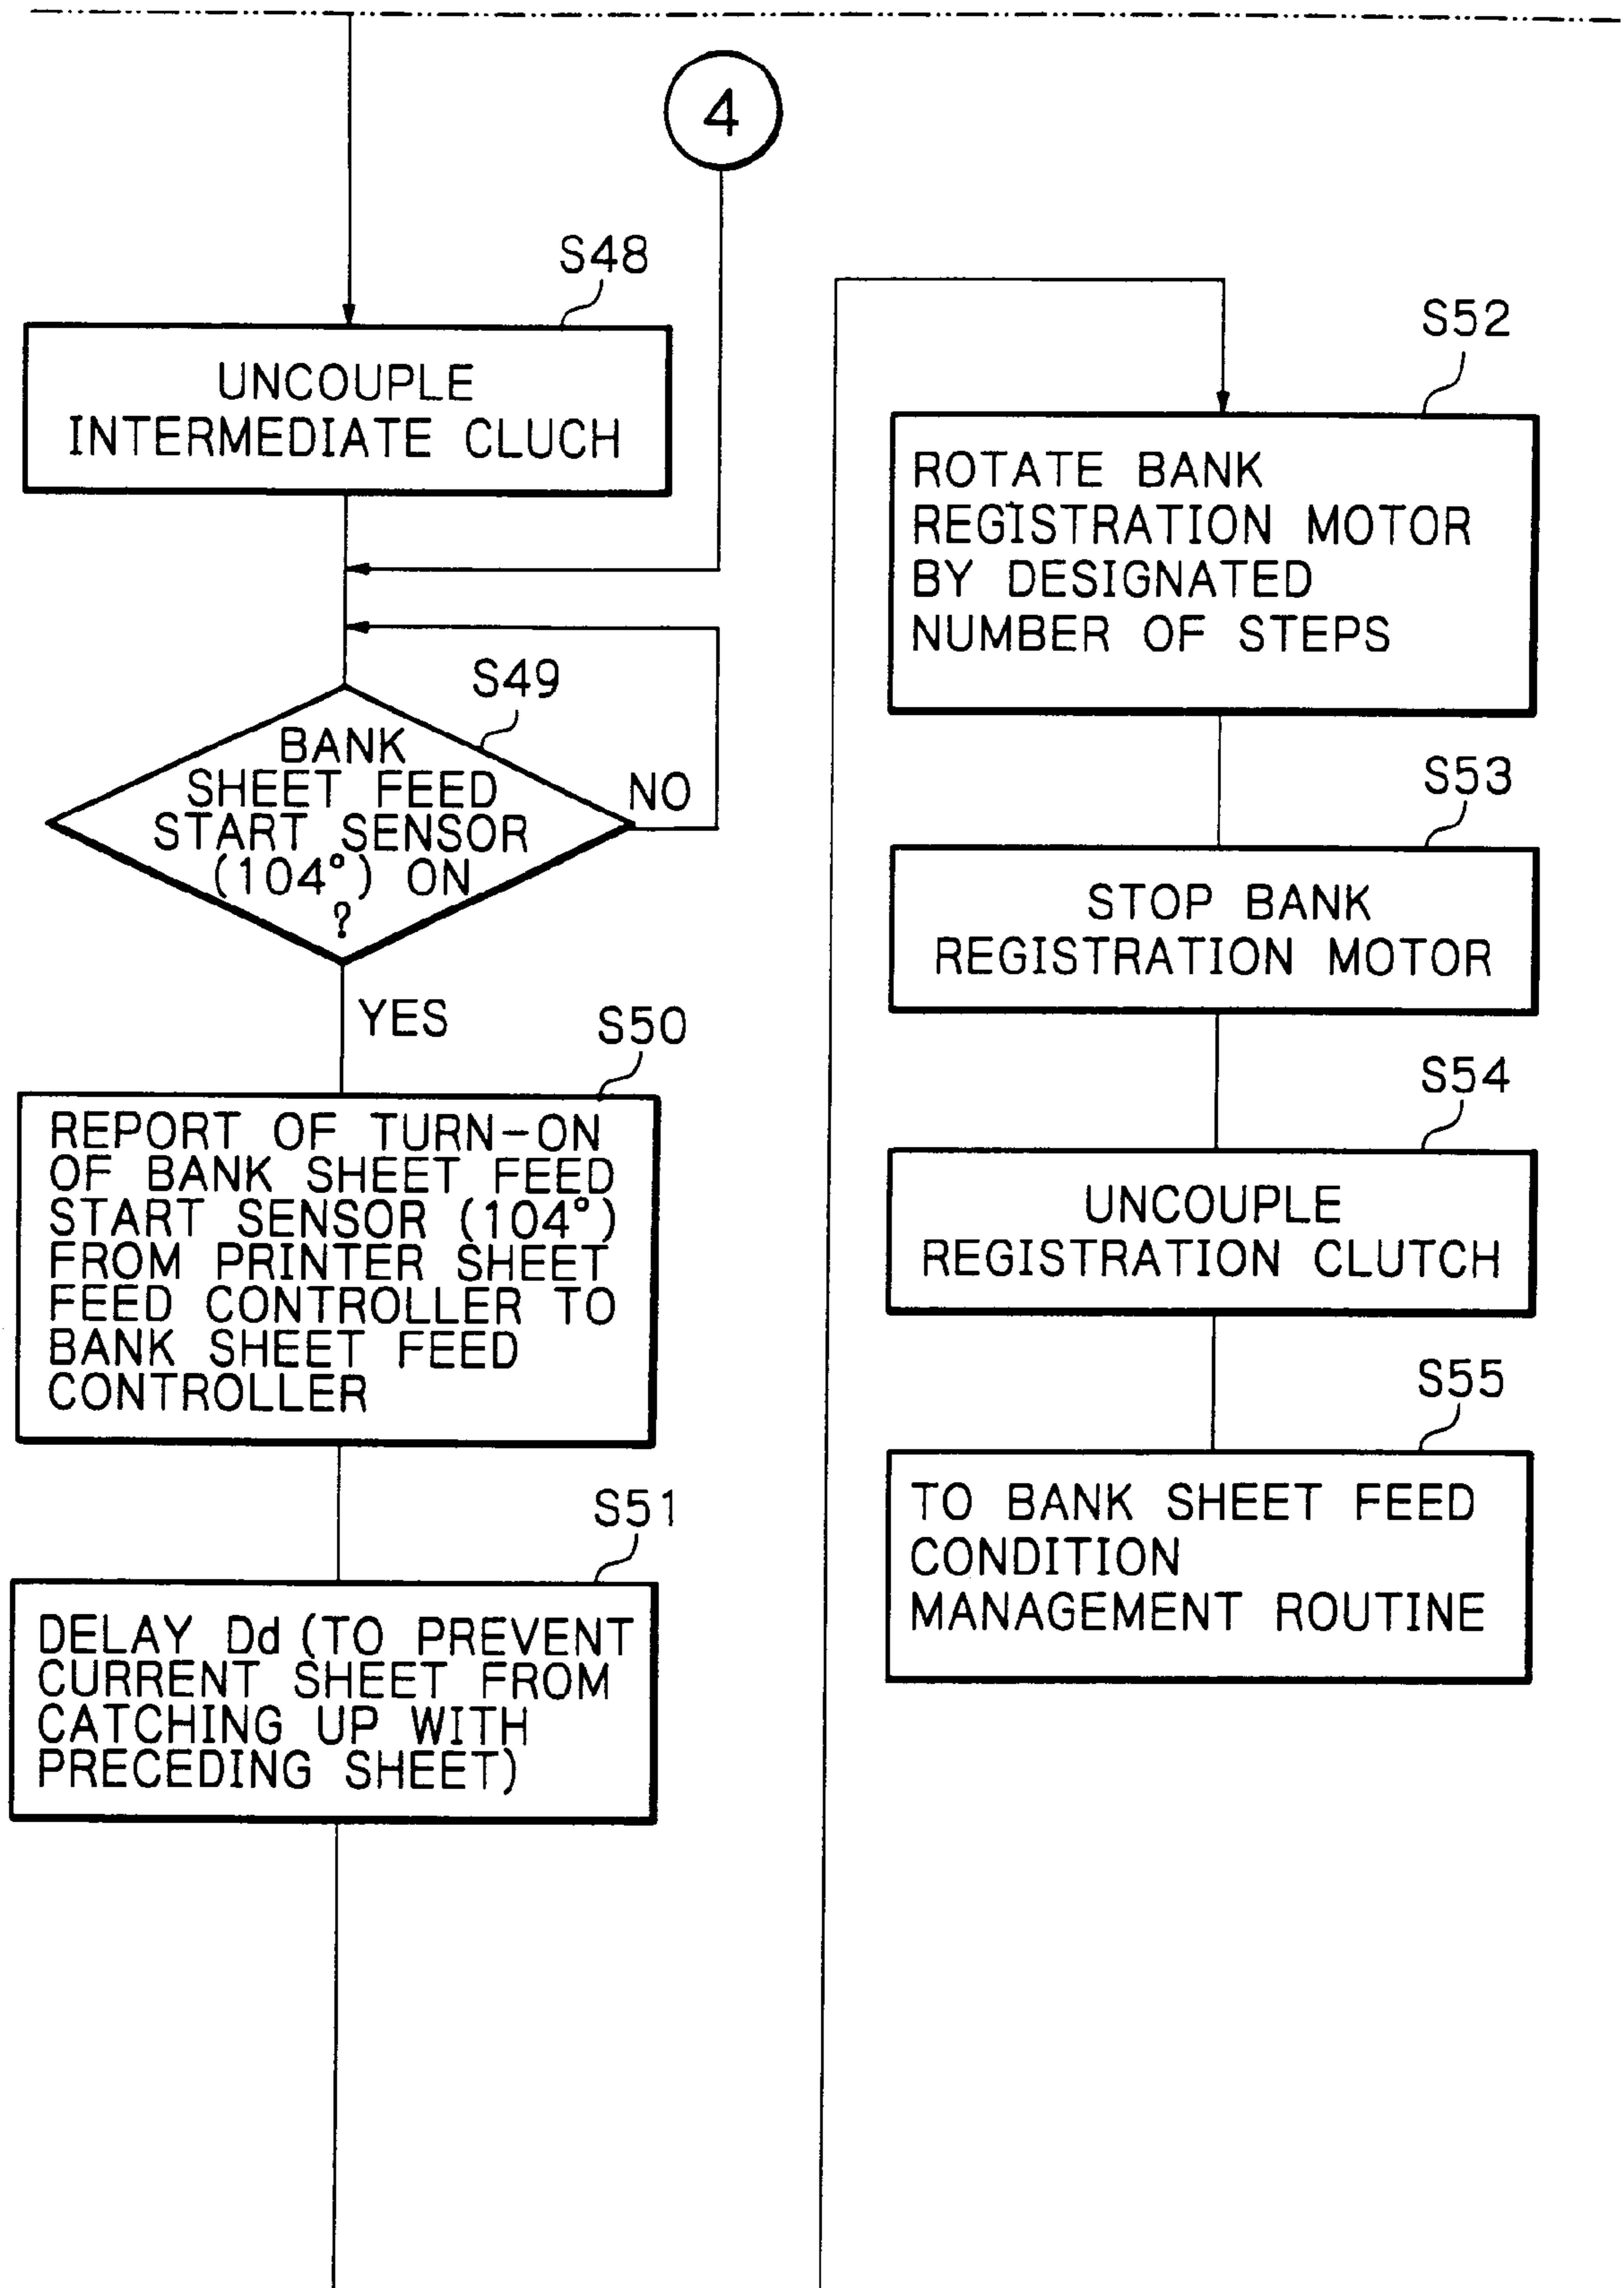 4
S48
UNCOUPLE
INTERMEDIATE CLUCH
S49
BANK
SHEET FEED
START SENSOR
(104°) ON
?
NO
YES
S50
REPORT OF TURN-ON
OF BANK SHEET FEED
START SENSOR (104°)
FROM PRINTER SHEET
FEED CONTROLLER TO
BANK SHEET FEED
CONTROLLER
S51
DELAY Dd (TO PREVENT
CURRENT SHEET FROM
CATCHING UP WITH
PRECEDING SHEET)
S52
ROTATE BANK
REGISTRATION MOTOR
BY DESIGNATED
NUMBER OF STEPS
S53
STOP BANK
REGISTRATION MOTOR
S54
UNCOUPLE
REGISTRATION CLUTCH
S55
TO BANK SHEET FEED
CONDITION
MANAGEMENT ROUTINE